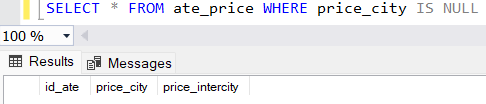 SELECT * FROM ate_price WHERE price_city IS NULL
100 %
Results Messages
id_ate price_city price_intercity